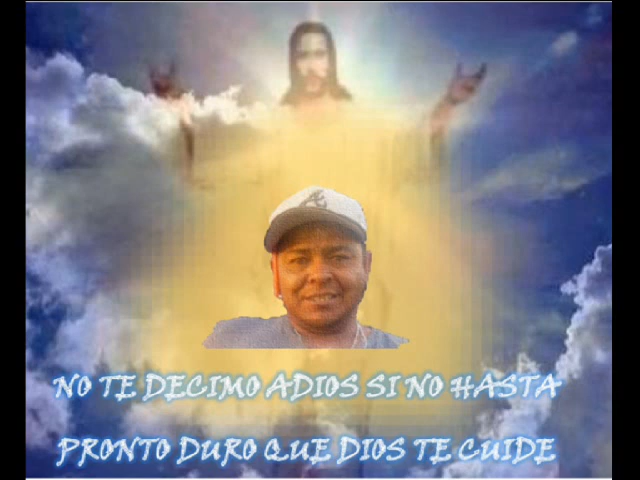 NO TE DECIMO ADIOS SI NO HASTA
PRONTO DURO QUE DIOS TE CUIDE